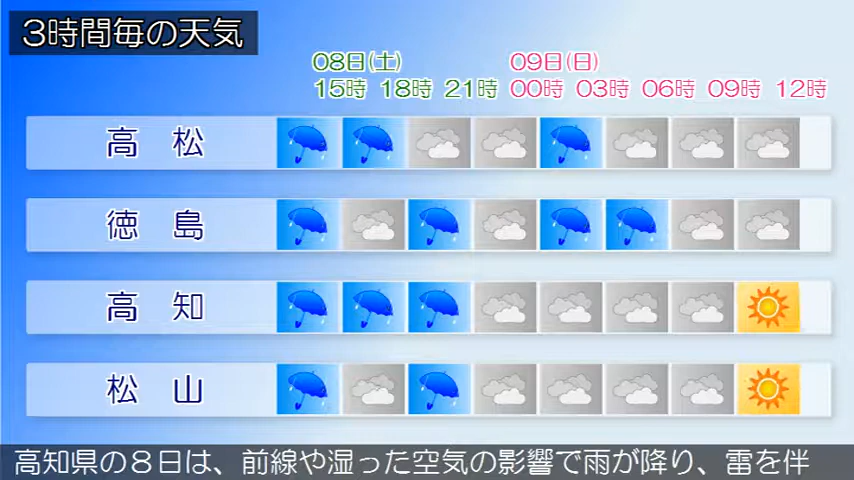 3時間毎の天気
08日(土) 09日(日)
15時 18時 21時 00時 03時 06時 09時 12時
高松
徳島
高知
松山
高知県の8日は、前線や湿った空気の影響で雨が降り、雷を伴